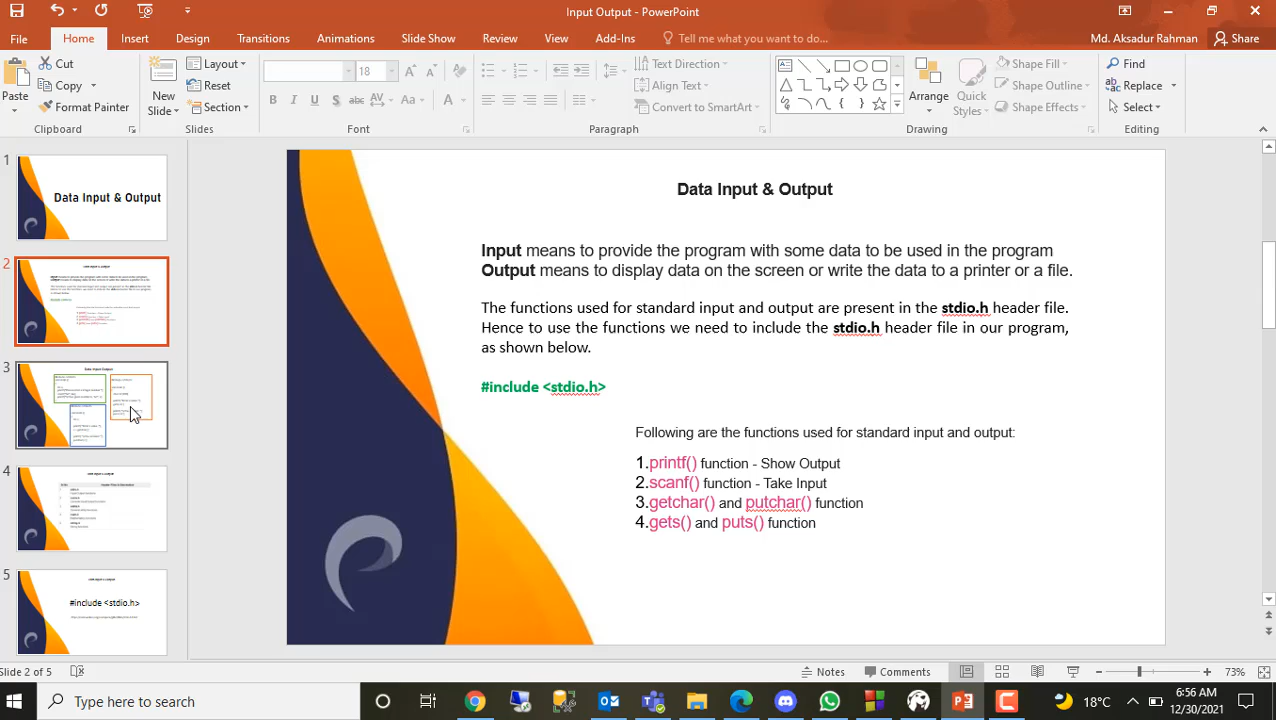 Input Output - PowerPoint
File Home Insert Design Transitions Animations Slide Show Review View Add-Ins Tell me what you want to do... Md. Aksadur Rahman Share
Paste Cut Copy Format Painter
Clipboard
New Slide Layout Reset Section
Slides
18
B I U S abc AV Aa A
Font
Text Direction Align Text Convert to SmartArt
Paragraph
Arrange Quick Styles Shape Fill Shape Outline Shape Effects
Drawing
Find Replace Select
Editing
1
Data Input & Output
2
3
4
5
#include <stdio.h>
Data Input & Output
Input means to provide the program with some data to be used in the program
Output means to display data on the screen or write the data to a printer or a file.
The functions used for standard input and output are present in the stdio.h header file.
Hence to use the functions we need to include the stdio.h header file in our program,
as shown below.
#include <stdio.h>
Following are the functions used for standard input and output:
1.printf() function - Show Output
2.scanf() function - Take Input
3.getchar() and putchar() function
4.gets() and puts() function
Slide 2 of 5 Notes Comments 73%
Type here to search 18°C 6:56 AM
12/30/2021